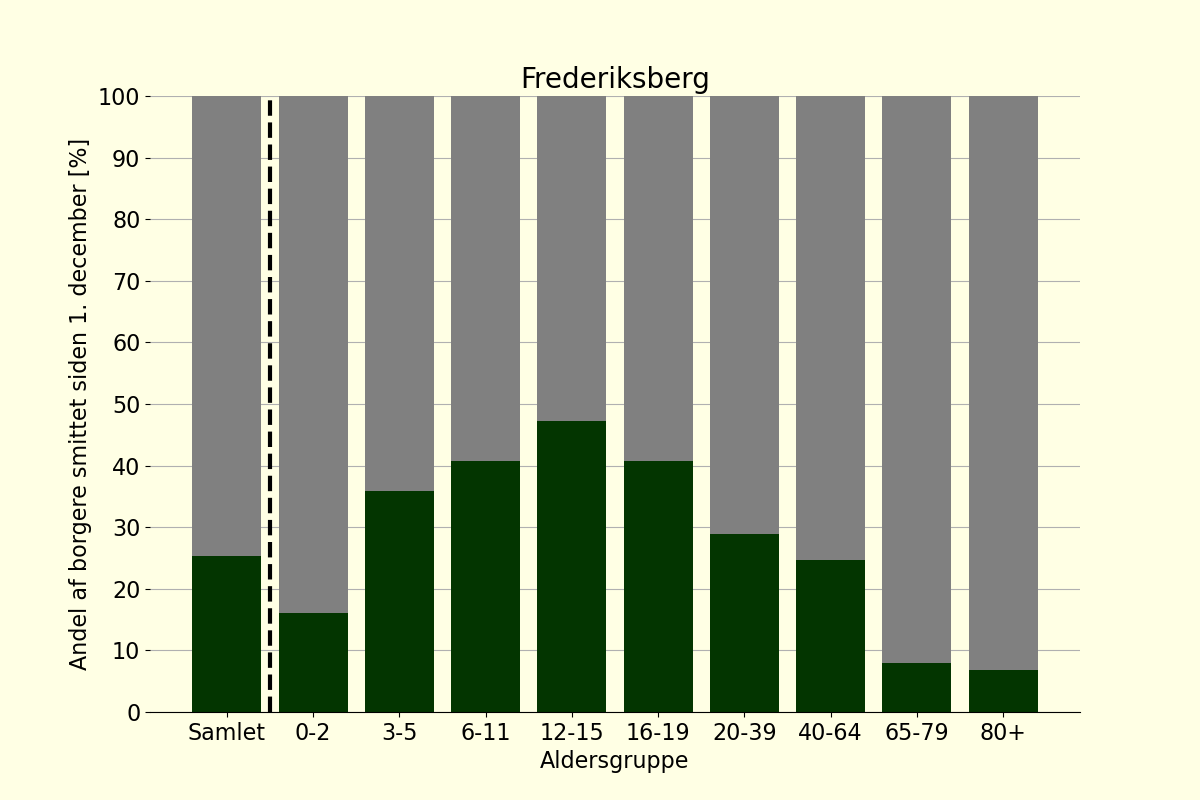 Frederiksberg
Andel af borgere smittet siden 1. december [%]
100
90
80
70
60
50
40
30
20
10
0
Samlet 0-2 3-5 6-11 12-15 16-19 20-39 40-64 65-79 80+
Aldersgruppe